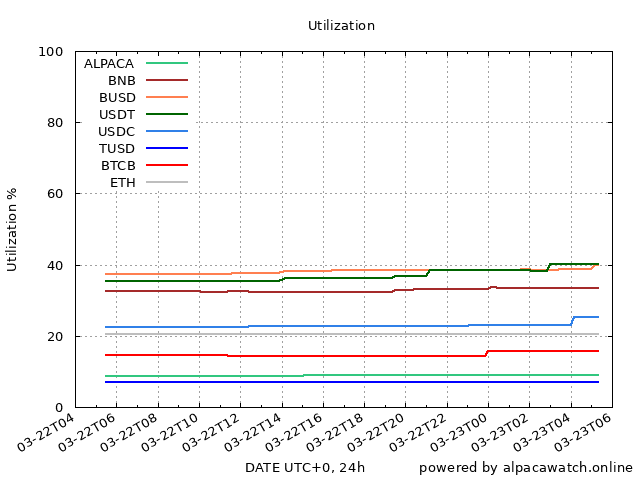 Utilization
100
80
60
40
20
0
Utilization %
ALPACA
BNB
BUSD
USDT
USDC
TUSD
BTCB
ETH
03-22T04
03-22T06
03-22T08
03-22T10
03-22T12
03-22T14
03-22T16
03-22T18
03-22T20
03-22T22
03-23T00
03-23T02
03-23T04
03-23T06
DATE UTC+0, 24h
powered by alpacawatch.online